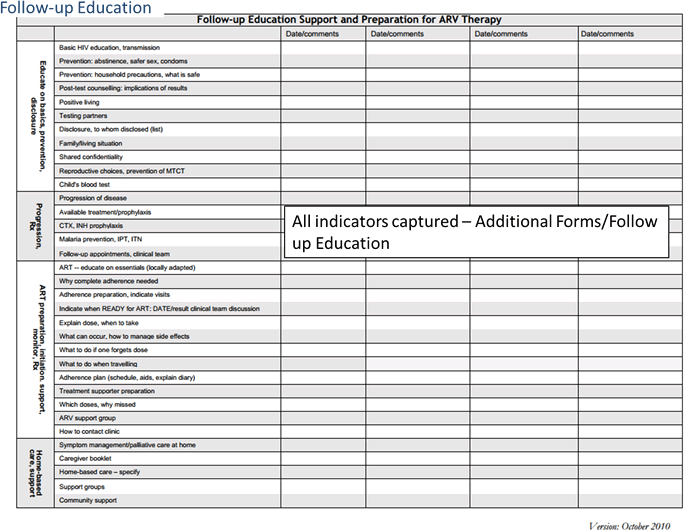 Follow-up Education
Follow-up Education Support and Preparation for ARV Therapy
Date/comments Date/comments Date/comments Date/comments
Educate on basics, prevention, disclosure
Basic HIV education, transmission
Prevention: abstinence, safer sex, condoms
Prevention: household precautions, what is safe
Post-test counselling: implications of results
Positive living
Testing partners
Disclosure, to whom disclosed (list)
Family/living situation
Shared confidentiality
Reproductive choices, prevention of MTCT
Child's blood test
Progression, Rx
Progression of disease
Available treatment/prophylaxis
CTX, INH prophylaxis
Malaria prevention, IPT, ITN
Follow-up appointments, clinical team
All indicators captured – Additional Forms/Follow
up Education
ART preparation, initiation, support, monitor, Rx
ART -- educate on essentials (locally adapted)
Why complete adherence needed
Adherence preparation, indicate visits
Indicate when READY for ART: DATE/result clinical team discussion
Explain dose, when to take
What can occur, how to manage side effects
What to do if one forgets dose
What to do when travelling
Adherence plan (schedule, aids, explain diary)
Treatment supporter preparation
Which doses, why missed
ARV support group
How to contact clinic
Home-based care, support
Symptom management/palliative care at home
Caregiver booklet
Home-based care – specify
Support groups
Community support
Version: October 2010